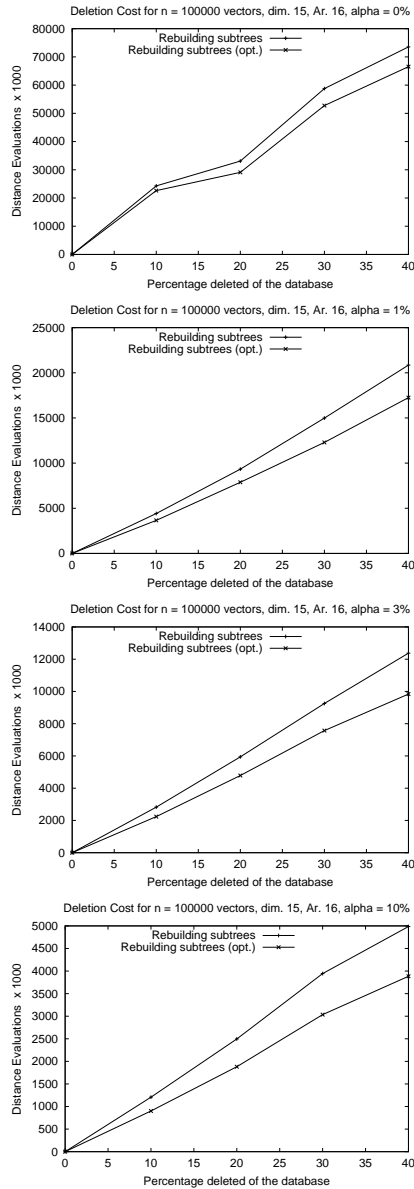 Deletion Cost for n = 100000 vectors, dim. 15, Ar. 16, alpha = 0%
80000
70000
60000
50000
40000
30000
20000
10000
0
Distance Evaluations x 1000
Rebuilding subtrees
Rebuilding subtrees (opt.)
0 5 10 15 20 25 30 35 40
Percentage deleted of the database
Deletion Cost for n = 100000 vectors, dim. 15, Ar. 16, alpha = 1%
25000
20000
15000
10000
5000
0
Distance Evaluations x 1000
Rebuilding subtrees
Rebuilding subtrees (opt.)
0 5 10 15 20 25 30 35 40
Percentage deleted of the database
Deletion Cost for n = 100000 vectors, dim. 15, Ar. 16, alpha = 3%
14000
12000
10000
8000
6000
4000
2000
0
Distance Evaluations x 1000
Rebuilding subtrees
Rebuilding subtrees (opt.)
0 5 10 15 20 25 30 35 40
Percentage deleted of the database
Deletion Cost for n = 100000 vectors, dim. 15, Ar. 16, alpha = 10%
5000
4500
4000
3500
3000
2500
2000
1500
1000
500
0
Distance Evaluations x 1000
Rebuilding subtrees
Rebuilding subtrees (opt.)
0 5 10 15 20 25 30 35 40
Percentage deleted of the database